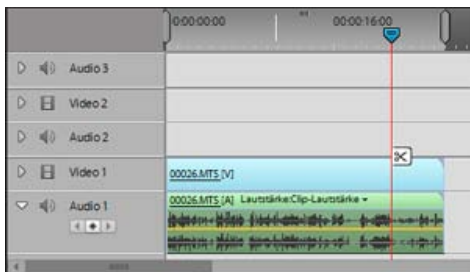 0:00:00:00 00:00:16:00
Audio 3
Video 2
Audio 2
Video 1 00026.MTS [V]
Audio 1 00026.MTS [A] Lautstärke:Clip-Lautstärke